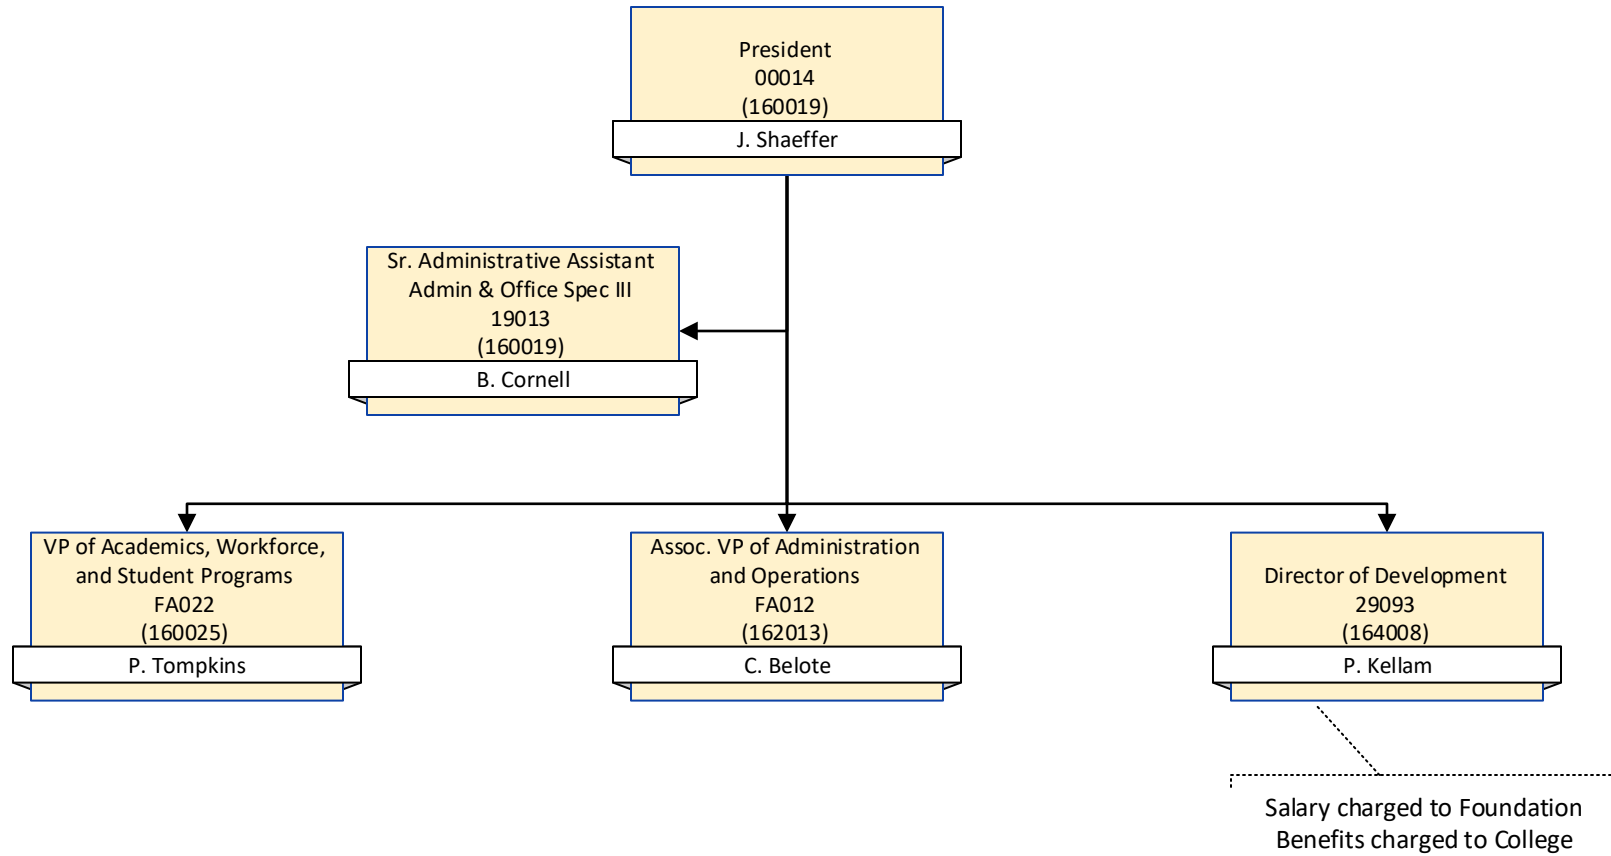 President
00014
(160019)
J. Shaeffer
Sr. Administrative Assistant
Admin & Office Spec III
19013
(160019)
B. Cornell
VP of Academics, Workforce,
and Student Programs
FA022
(160025)
P. Tompkins
Assoc. VP of Administration
and Operations
FA012
(162013)
C. Belote
Director of Development
29093
(164008)
P. Kellam
Salary charged to Foundation
Benefits charged to College